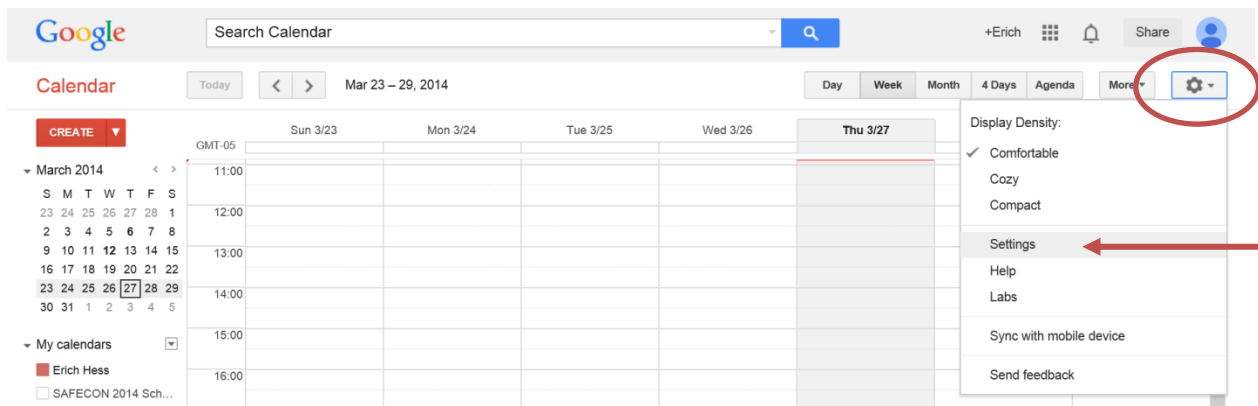 Google Search Calendar +Erich Share
Calendar Today Mar 23 – 29, 2014 Day Week Month 4 Days Agenda More
CREATE
GMT-05 Sun 3/23 Mon 3/24 Tue 3/25 Wed 3/26 Thu 3/27
Display Density:
Comfortable
Cozy
Compact
Settings
Help
Labs
Sync with mobile device
Send feedback
March 2014
S M T W T F S
23 24 25 26 27 28 1
2 3 4 5 6 7 8
9 10 11 12 13 14 15
16 17 18 19 20 21 22
23 24 25 26 27 28 29
30 31 1 2 3 4 5
My calendars
Erich Hess
SAFECON 2014 Sch...
11:00
12:00
13:00
14:00
15:00
16:00